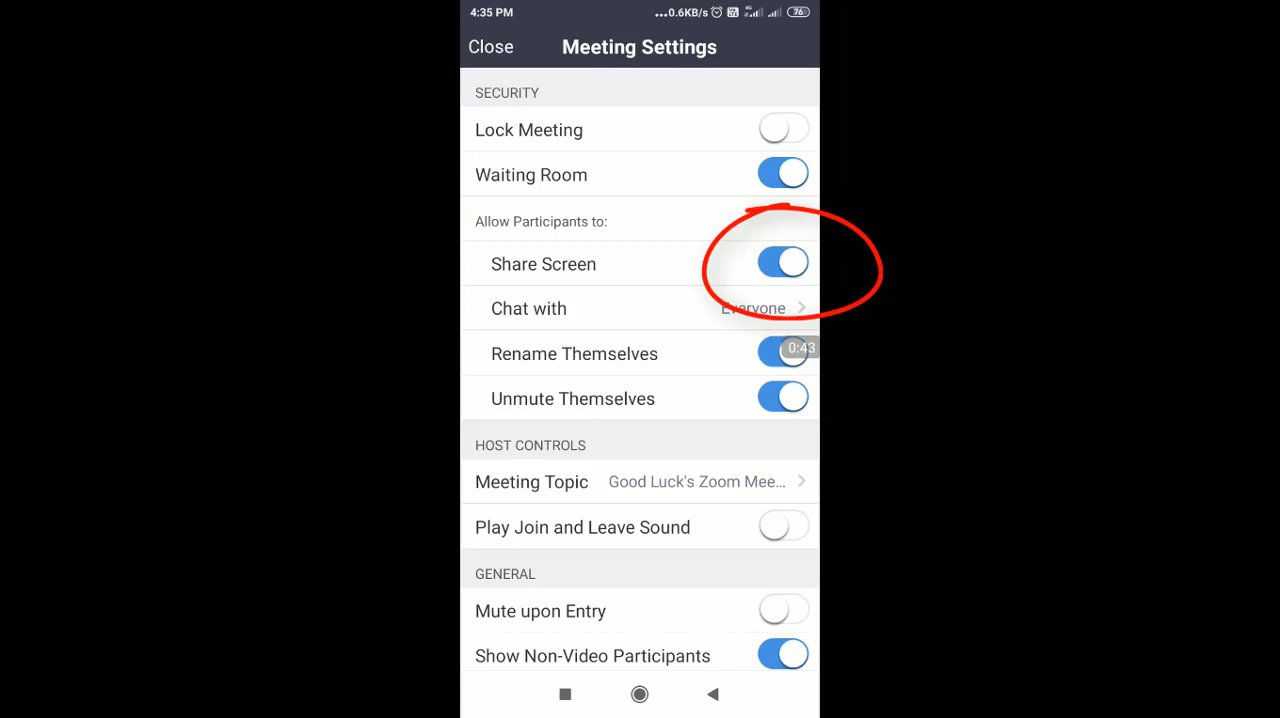 4:35 PM ...0.6KB/s 4G 76
Close Meeting Settings
SECURITY
Lock Meeting
Waiting Room
Allow Participants to:
Share Screen
Chat with Everyone
Rename Themselves 0:43
Unmute Themselves
HOST CONTROLS
Meeting Topic Good Luck's Zoom Mee...
Play Join and Leave Sound
GENERAL
Mute upon Entry
Show Non-Video Participants